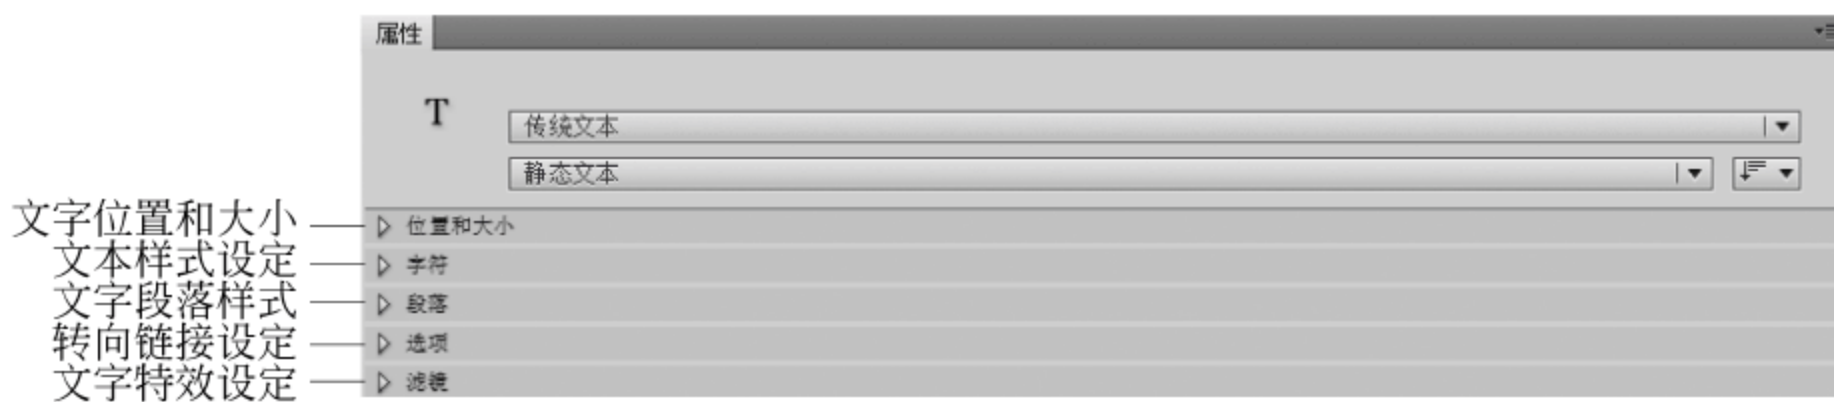 属性
T
传统文本
静态文本
文字位置和大小 位置和大小
文本样式设定 字符
文字段落样式 段落
转向链接设定 选项
文字特效设定 滤镜